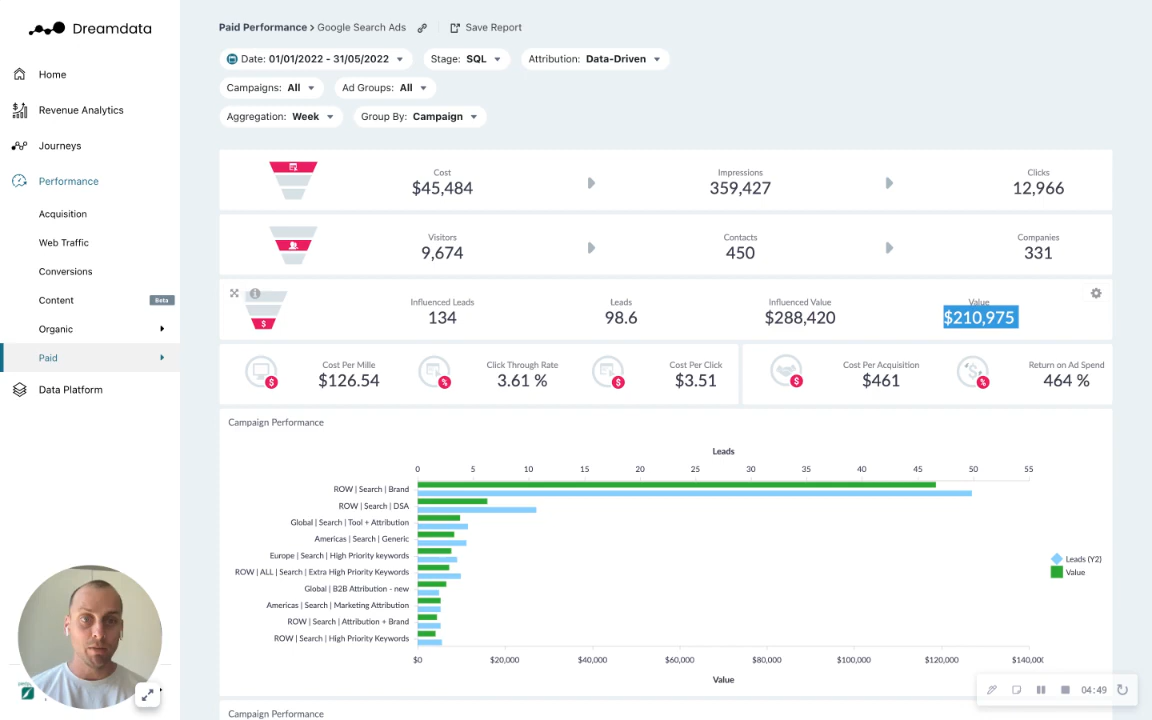 Dreamdata
Paid Performance > Google Search Ads
Save Report
Date: 01/01/2022 - 31/05/2022
Stage: SQL
Attribution: Data-Driven
Campaigns: All
Ad Groups: All
Aggregation: Week
Group By: Campaign
Home
Revenue Analytics
Journeys
Performance
Acquisition
Web Traffic
Conversions
Content
Beta
Organic
Paid
Data Platform
Cost
$45,484
Impressions
359,427
Clicks
12,966
Visitors
9,674
Contacts
450
Companies
331
Influenced Leads
134
Leads
98.6
Influenced Value
$288,420
Value
$210,975
Cost Per Mille
$126.54
Click Through Rate
3.61 %
Cost Per Click
$3.51
Cost Per Acquisition
$461
Return on Ad Spend
464 %
Campaign Performance
Leads
0 5 10 15 20 25 30 35 40 45 50 55
ROW | Search | Brand
ROW | Search | DSA
Global | Search | Tool + Attribution
Americas | Search | Generic
Europe | Search | High Priority keywords
ROW | ALL | Search | Extra High Priority Keywords
Global | B2B Attribution - new
Americas | Search | Marketing Attribution
ROW | Search | Attribution + Brand
ROW | Search | High Priority Keywords
Leads (Y2)
Value
$0 $20,000 $40,000 $60,000 $80,000 $100,000 $120,000 $140,000
Value
04:49
Campaign Performance